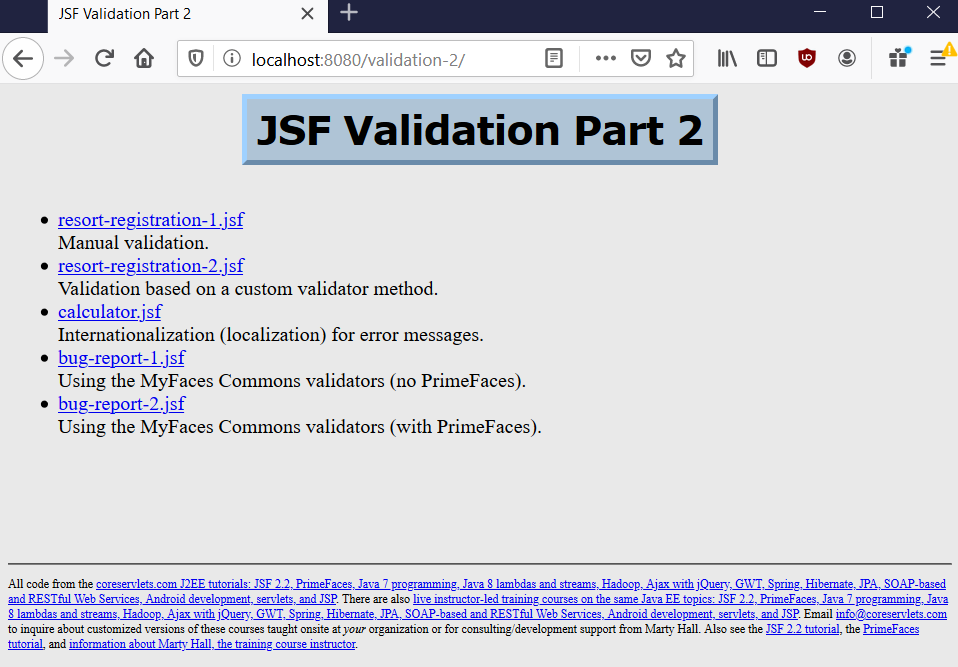 JSF Validation Part 2
localhost:8080/validation-2/
JSF Validation Part 2
resort-registration-1.jsf
Manual validation.
resort-registration-2.jsf
Validation based on a custom validator method.
calculator.jsf
Internationalization (localization) for error messages.
bug-report-1.jsf
Using the MyFaces Commons validators (no PrimeFaces).
bug-report-2.jsf
Using the MyFaces Commons validators (with PrimeFaces).
All code from the coreservlets.com J2EE tutorials: JSF 2.2, PrimeFaces, Java 7 programming, Java 8 lambdas and streams, Hadoop, Ajax with jQuery, GWT, Spring, Hibernate, JPA, SOAP-based
and RESTful Web Services, Android development, servlets, and JSP. There are also live instructor-led training courses on the same Java EE topics: JSF 2.2, PrimeFaces, Java 7 programming, Java
8 lambdas and streams, Hadoop, Ajax with jQuery, GWT, Spring, Hibernate, JPA, SOAP-based and RESTful Web Services, Android development, servlets, and JSP. Email info@coreservlets.com
to inquire about customized versions of these courses taught onsite at your organization or for consulting/development support from Marty Hall. Also see the JSF 2.2 tutorial, the PrimeFaces
tutorial, and information about Marty Hall, the training course instructor.